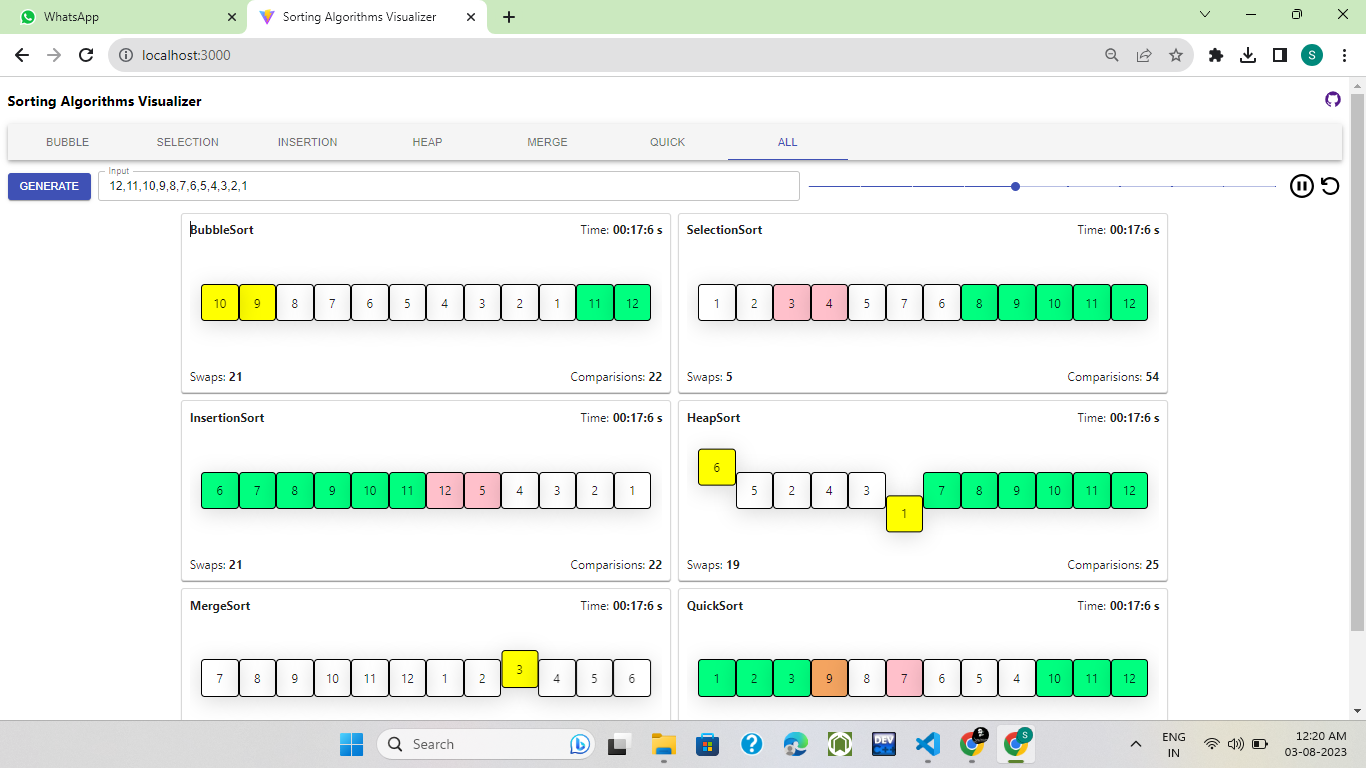 WhatsApp
Sorting Algorithms Visualizer
localhost:3000
S
Sorting Algorithms Visualizer
BUBBLE SELECTION INSERTION HEAP MERGE QUICK ALL
Input
GENERATE 12,11,10,9,8,7,6,5,4,3,2,1
BubbleSort Time: 00:17:6 s
10 9 8 7 6 5 4 3 2 1 11 12
Swaps: 21 Comparisions: 22
SelectionSort Time: 00:17:6 s
1 2 3 4 5 7 6 8 9 10 11 12
Swaps: 5 Comparisions: 54
InsertionSort Time: 00:17:6 s
6 7 8 9 10 11 12 5 4 3 2 1
Swaps: 21 Comparisions: 22
HeapSort Time: 00:17:6 s
6 5 2 4 3 1 7 8 9 10 11 12
Swaps: 19 Comparisions: 25
MergeSort Time: 00:17:6 s
7 8 9 10 11 12 1 2 3 4 5 6
QuickSort Time: 00:17:6 s
1 2 3 9 8 7 6 5 4 10 11 12
Search
DEV
S
ENG
IN
12:20 AM
03-08-2023